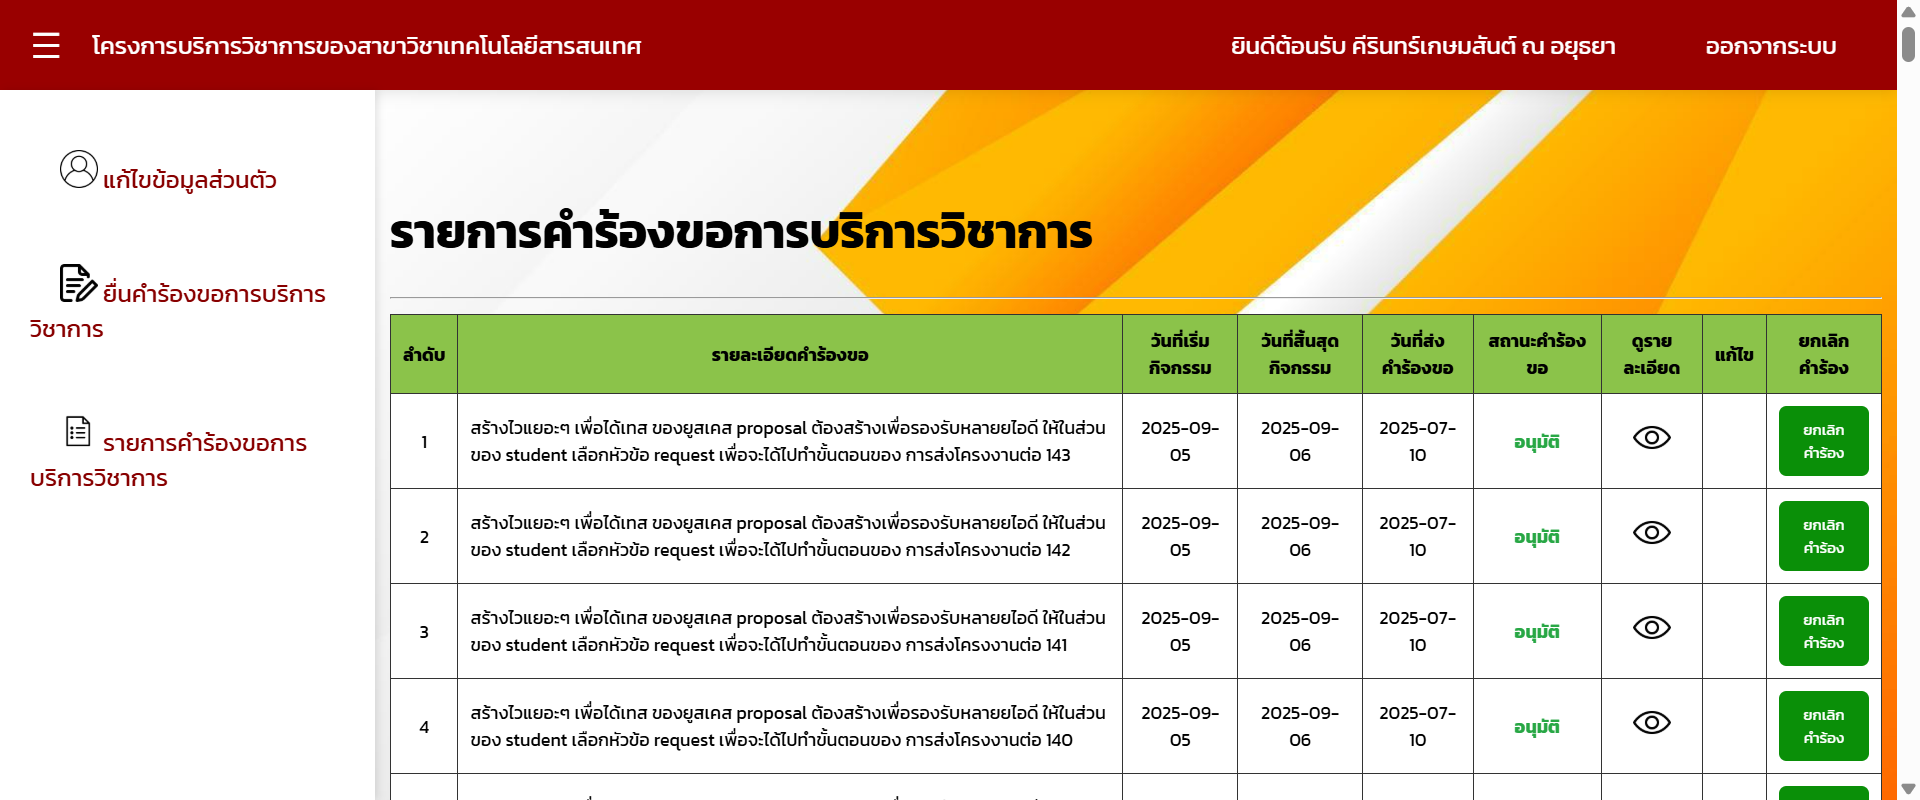 โครงการบริการวิชาการของสาขาวิชาเทคโนโลยีสารสนเทศ
ยินดีต้อนรับ คีรินทร์เกษมสันต์ ณ อยุธยา
ออกจากระบบ
แก้ไขข้อมูลส่วนตัว
ยื่นคำร้องขอการบริการ
วิชาการ
รายการคำร้องขอการ
บริการวิชาการ
รายการคำร้องขอการบริการวิชาการ
ลำดับ
รายละเอียดคำร้องขอ
วันที่เริ่ม
กิจกรรม
วันที่สิ้นสุด
กิจกรรม
วันที่ส่ง
คำร้องขอ
สถานะคำร้อง
ขอ
ดูราย
ละเอียด
แก้ไข
ยกเลิก
คำร้อง
1
สร้างไวแยอะๆ เพื่อได้เทส ของยูสเคส proposal ต้องสร้างเพื่อรองรับหลายยไอดี ให้ในส่วน
ของ student เลือกหัวข้อ request เพื่อจะได้ไปทำขั้นตอนของ การส่งโครงงานต่อ 143
2025-09-
05
2025-09-
06
2025-07-
10
อนุมัติ
ยกเลิก
คำร้อง
2
สร้างไวแยอะๆ เพื่อได้เทส ของยูสเคส proposal ต้องสร้างเพื่อรองรับหลายยไอดี ให้ในส่วน
ของ student เลือกหัวข้อ request เพื่อจะได้ไปทำขั้นตอนของ การส่งโครงงานต่อ 142
2025-09-
05
2025-09-
06
2025-07-
10
อนุมัติ
ยกเลิก
คำร้อง
3
สร้างไวแยอะๆ เพื่อได้เทส ของยูสเคส proposal ต้องสร้างเพื่อรองรับหลายยไอดี ให้ในส่วน
ของ student เลือกหัวข้อ request เพื่อจะได้ไปทำขั้นตอนของ การส่งโครงงานต่อ 141
2025-09-
05
2025-09-
06
2025-07-
10
อนุมัติ
ยกเลิก
คำร้อง
4
สร้างไวแยอะๆ เพื่อได้เทส ของยูสเคส proposal ต้องสร้างเพื่อรองรับหลายยไอดี ให้ในส่วน
ของ student เลือกหัวข้อ request เพื่อจะได้ไปทำขั้นตอนของ การส่งโครงงานต่อ 140
2025-09-
05
2025-09-
06
2025-07-
10
อนุมัติ
ยกเลิก
คำร้อง